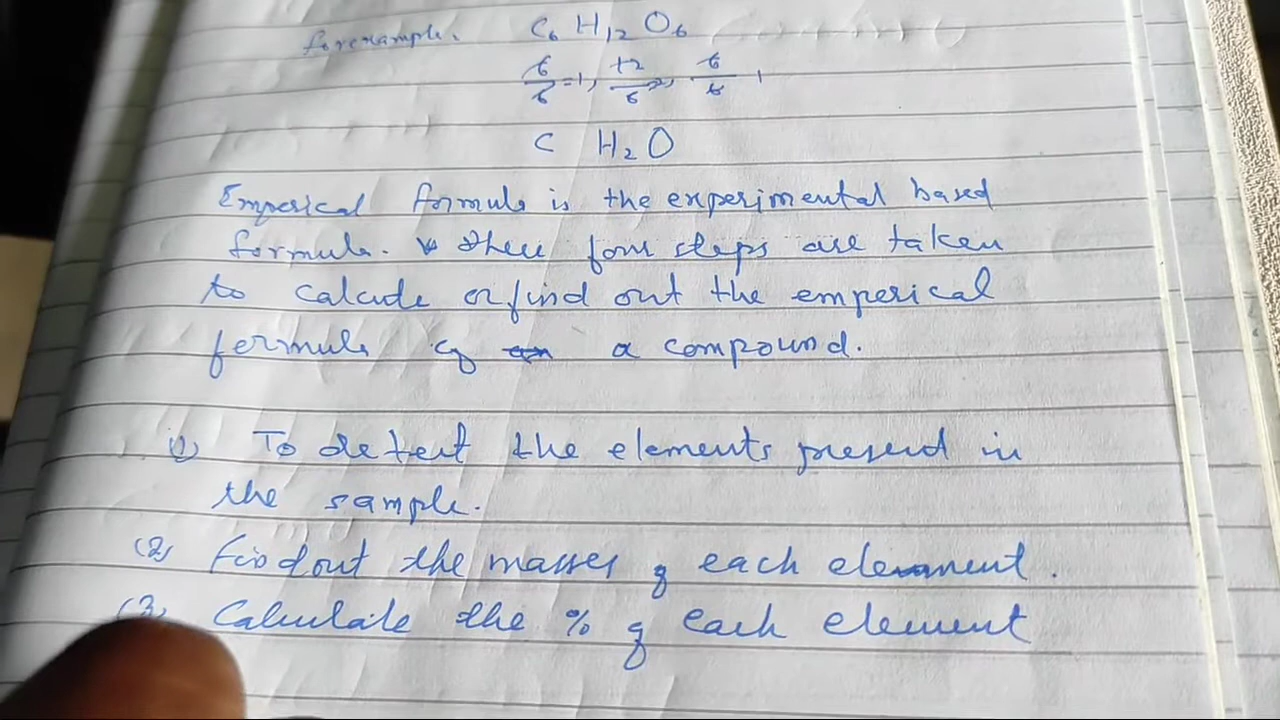 for example. C6 H12 O6
6/6 = 1, 12/6 2, 6/6 1
C H2O
Emperical formula is the experimental based
formula. These four steps are taken
to calcute or find out the emperical
formula of a compound.
(1) To detect the elements present in
the sample.
(2) Find out the masses of each element.
(3) Calculate the % of each element